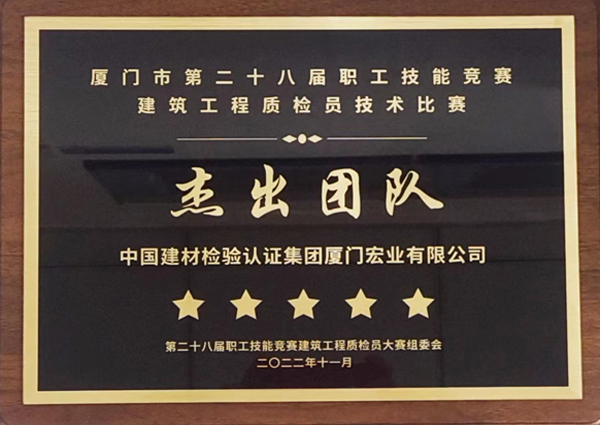 厦门市第二十八届职工技能竞赛
建筑工程质检员技术比赛
杰出团队
中国建材检验认证集团厦门宏业有限公司
第二十八届职工技能竞赛建筑工程质检员大赛组委会
二〇二二年十一月